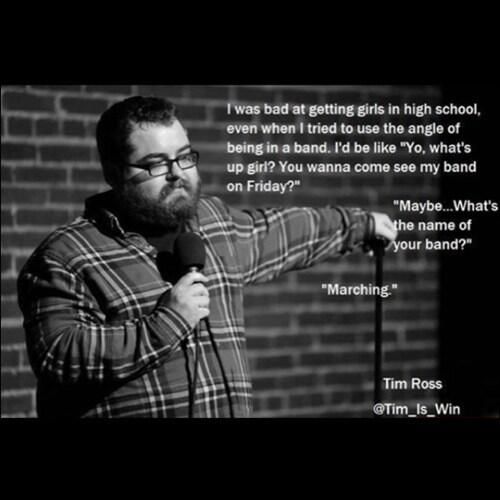 I was bad at getting girls in high school,
even when I tried to use the angle of
being in a band. I'd be like "Yo, what's
up girl? You wanna come see my band
on Friday?"
"Maybe...What's
the name of
your band?"
"Marching."
Tim Ross
@Tim_Is_Win